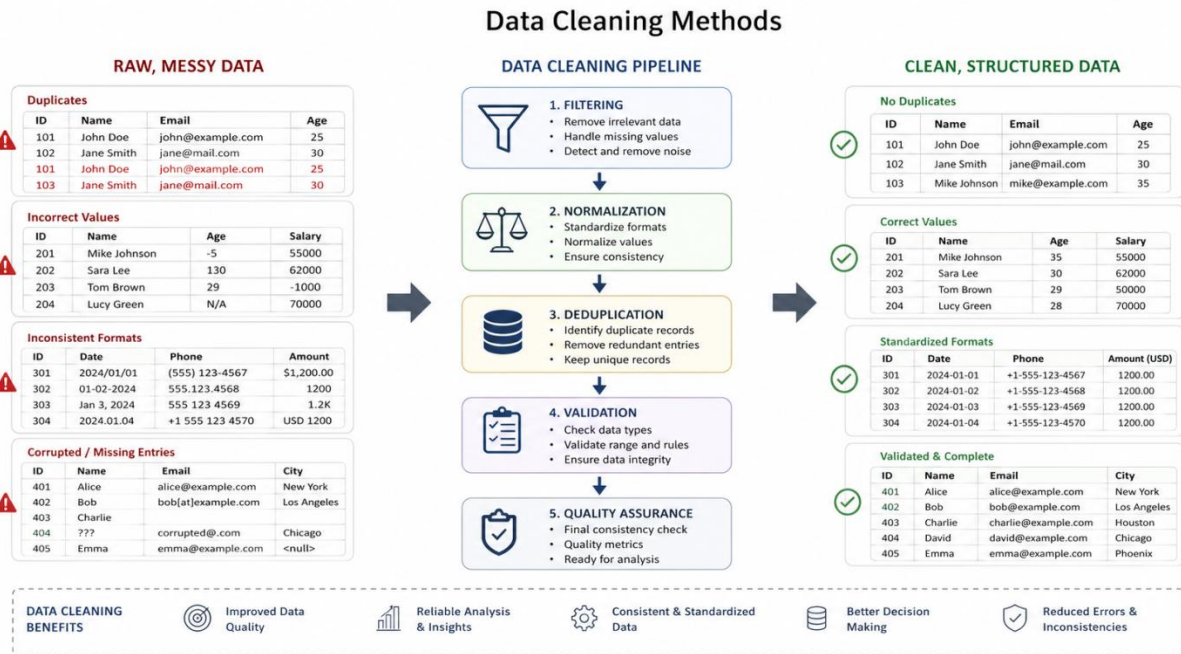 Data Cleaning Methods
RAW, MESSY DATA
Duplicates
ID Name Email Age
101 John Doe john@example.com 25
102 Jane Smith jane@mail.com 30
101 John Doe john@example.com 25
103 Jane Smith jane@mail.com 30
Incorrect Values
ID Name Age Salary
201 Mike Johnson -5 55000
202 Sara Lee 130 62000
203 Tom Brown 29 -1000
204 Lucy Green N/A 70000
Inconsistent Formats
ID Date Phone Amount
301 2024/01/01 (555) 123-4567 $1,200.00
302 01-02-2024 555.123.4568 1200
303 Jan 3, 2024 555 123 4569 1.2K
304 2024.01.04 +1 555 123 4570 USD 1200
Corrupted / Missing Entries
ID Name Email City
401 Alice alice@example.com New York
402 Bob bob[at]example.com Los Angeles
403 Charlie
404 ??? corrupted@.com Chicago
405 Emma emma@example.com <null>
DATA CLEANING PIPELINE
1. FILTERING
• Remove irrelevant data
• Handle missing values
• Detect and remove noise
2. NORMALIZATION
• Standardize formats
• Normalize values
• Ensure consistency
3. DEDUPLICATION
• Identify duplicate records
• Remove redundant entries
• Keep unique records
4. VALIDATION
• Check data types
• Validate range and rules
• Ensure data integrity
5. QUALITY ASSURANCE
• Final consistency check
• Quality metrics
• Ready for analysis
CLEAN, STRUCTURED DATA
No Duplicates
ID Name Email Age
101 John Doe john@example.com 25
102 Jane Smith jane@mail.com 30
103 Mike Johnson mike@example.com 35
Correct Values
ID Name Age Salary
201 Mike Johnson 35 55000
202 Sara Lee 30 62000
203 Tom Brown 29 50000
204 Lucy Green 28 70000
Standardized Formats
ID Date Phone Amount (USD)
301 2024-01-01 +1-555-123-4567 1200.00
302 2024-01-02 +1-555-123-4568 1200.00
303 2024-01-03 +1-555-123-4569 1200.00
304 2024-01-04 +1-555-123-4570 1200.00
Validated & Complete
ID Name Email City
401 Alice alice@example.com New York
402 Bob bob@example.com Los Angeles
403 Charlie charlie@example.com Houston
404 David david@example.com Chicago
405 Emma emma@example.com Phoenix
DATA CLEANING
BENEFITS
Improved Data
Quality
Reliable Analysis
& Insights
Consistent & Standardized
Data
Better Decision
Making
Reduced Errors &
Inconsistencies